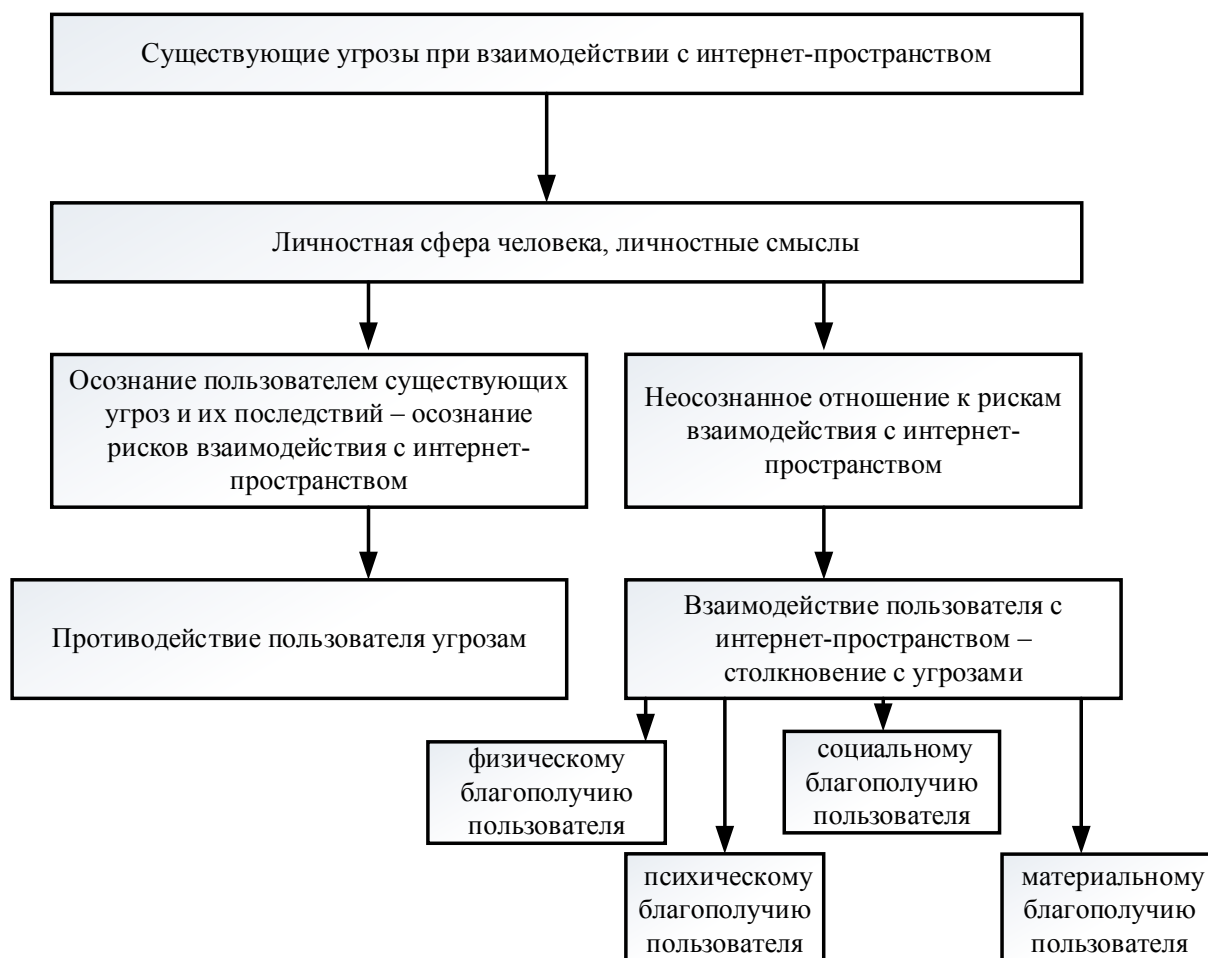 Существующие угрозы при взаимодействии с интернет-пространством
Личностная сфера человека, личностные смыслы
Осознание пользователем существующих
угроз и их последствий – осознание
рисков взаимодействия с интернет-
пространством
Неосознанное отношение к рискам
взаимодействия с интернет-
пространством
Противодействие пользователя угрозам
Взаимодействие пользователя с
интернет-пространством –
столкновение с угрозами
физическому
благополучию
пользователя
социальному
благополучию
пользователя
психическому
благополучию
пользователя
материальному
благополучию
пользователя